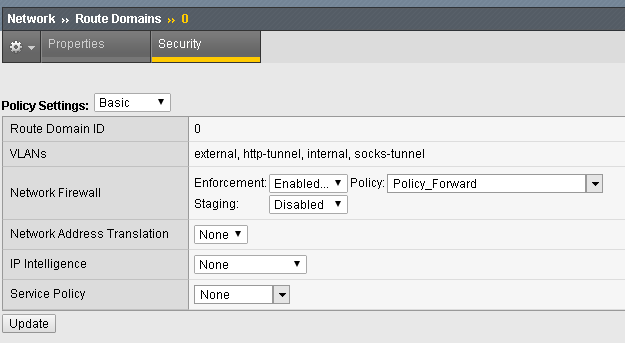 Network ›› Route Domains ›› 0
Properties Security
Policy Settings: Basic
Route Domain ID 0
VLANs external, http-tunnel, internal, socks-tunnel
Network Firewall Enforcement: Enabled... Policy: Policy_Forward
Staging: Disabled
Network Address Translation None
IP Intelligence None
Service Policy None
Update